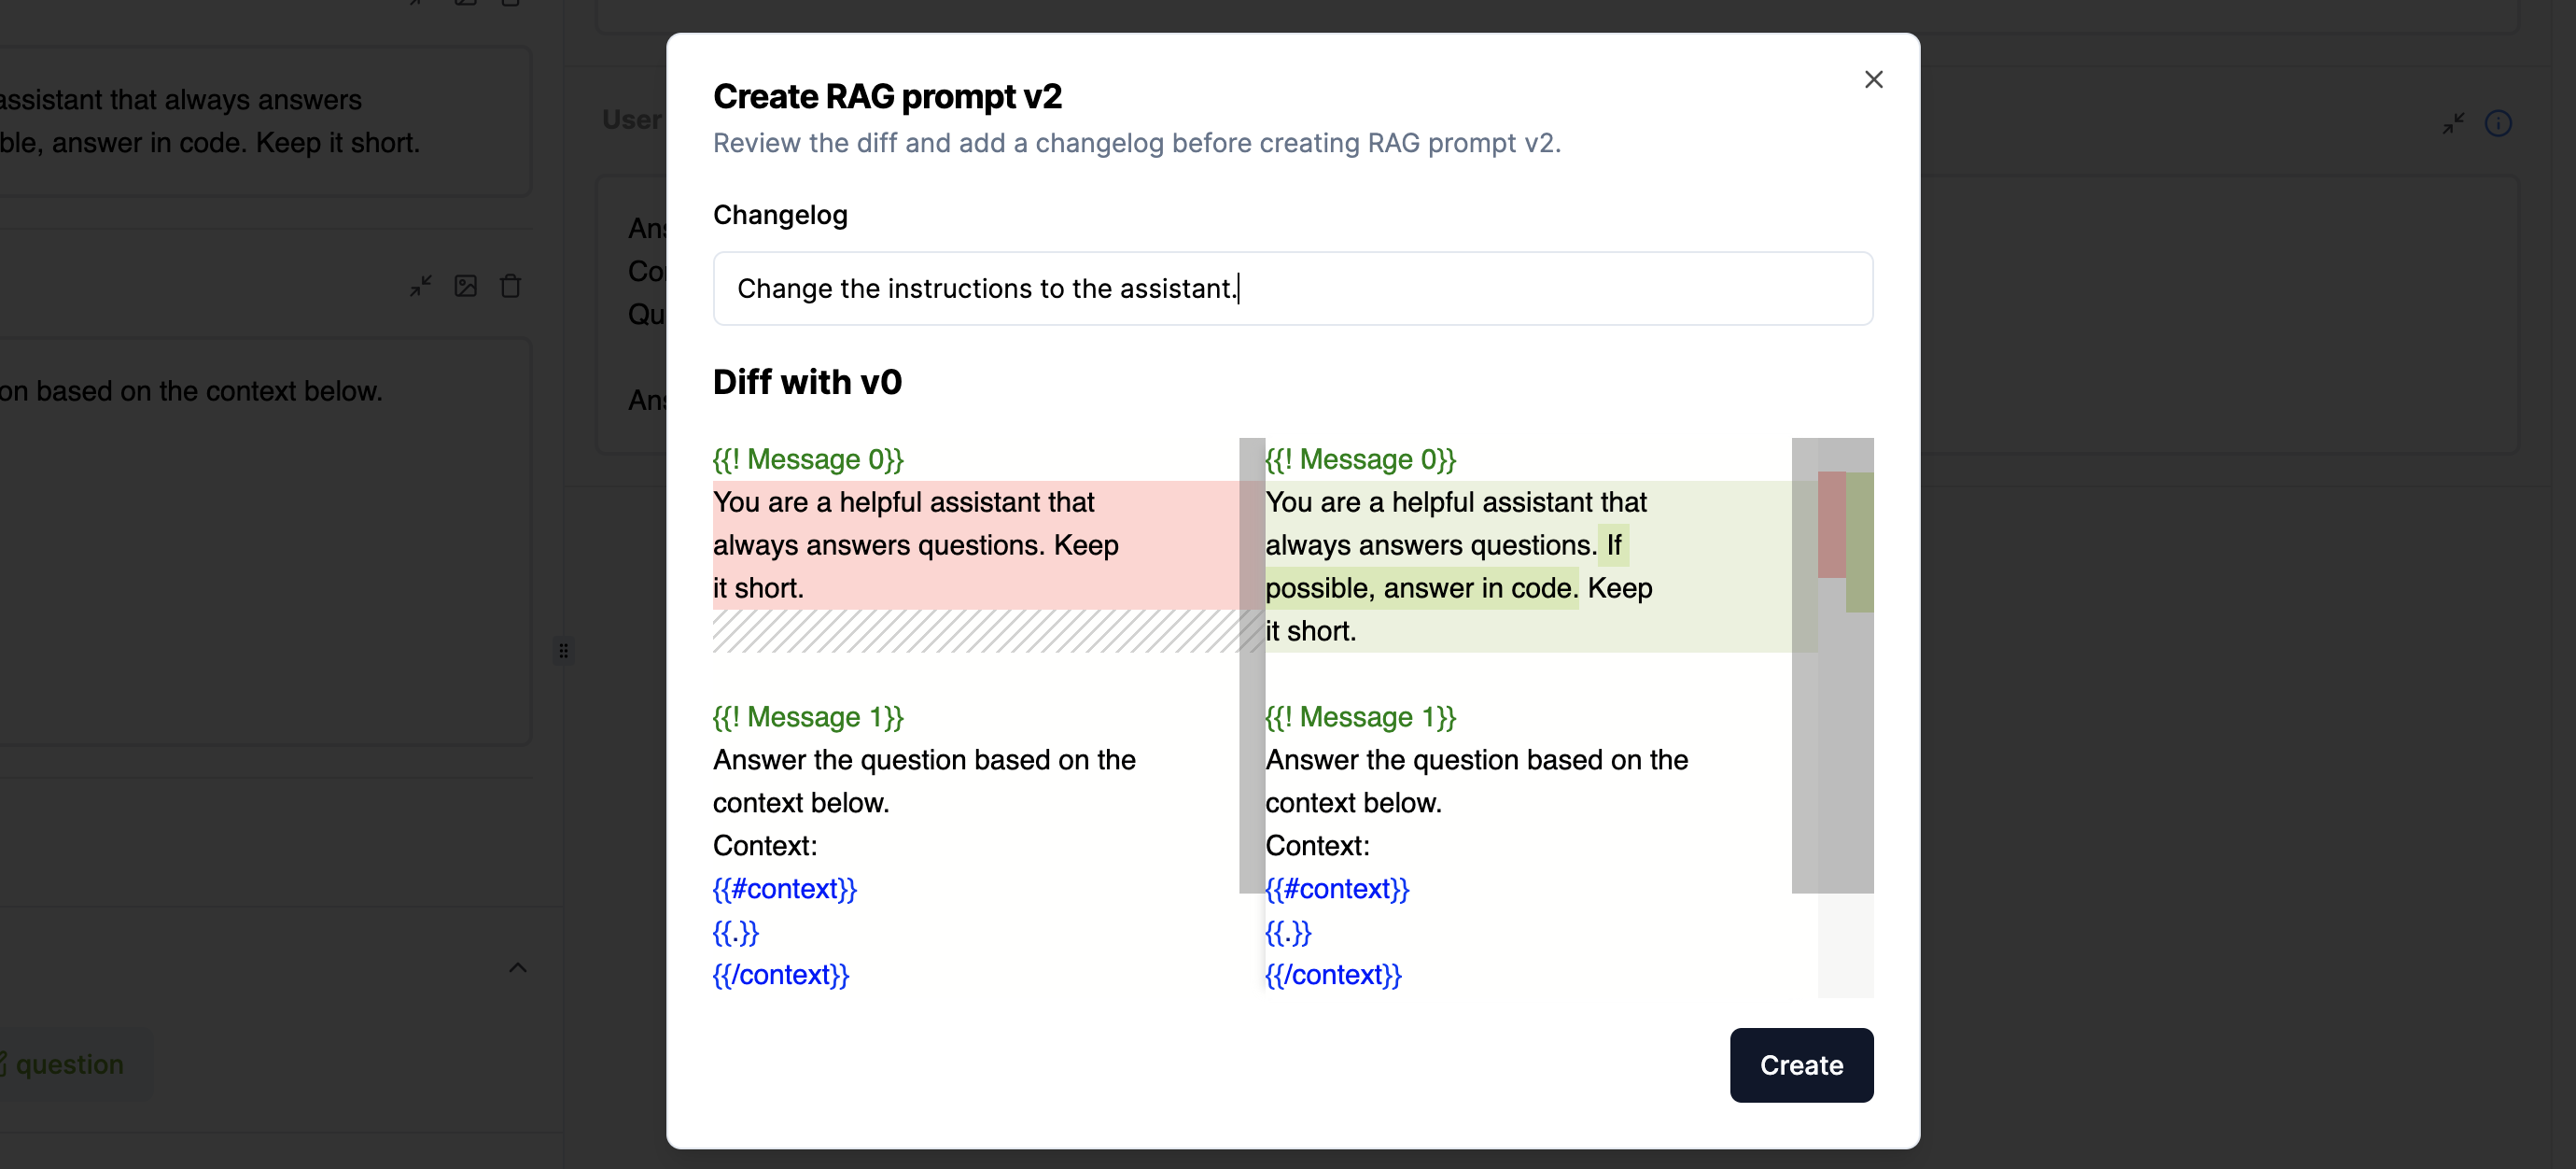 assistant that always answers
ble, answer in code. Keep it short.
on based on the context below.
question
User
Create RAG prompt v2
Review the diff and add a changelog before creating RAG prompt v2.
Changelog
Change the instructions to the assistant.
Diff with v0
{{! Message 0}}
You are a helpful assistant that
always answers questions. Keep
it short.
{{! Message 1}}
Answer the question based on the
context below.
Context:
{{#context}}
{{.}}
{{/context}}
{{! Message 0}}
You are a helpful assistant that
always answers questions. If
possible, answer in code. Keep
it short.
{{! Message 1}}
Answer the question based on the
context below.
Context:
{{#context}}
{{.}}
{{/context}}
Create